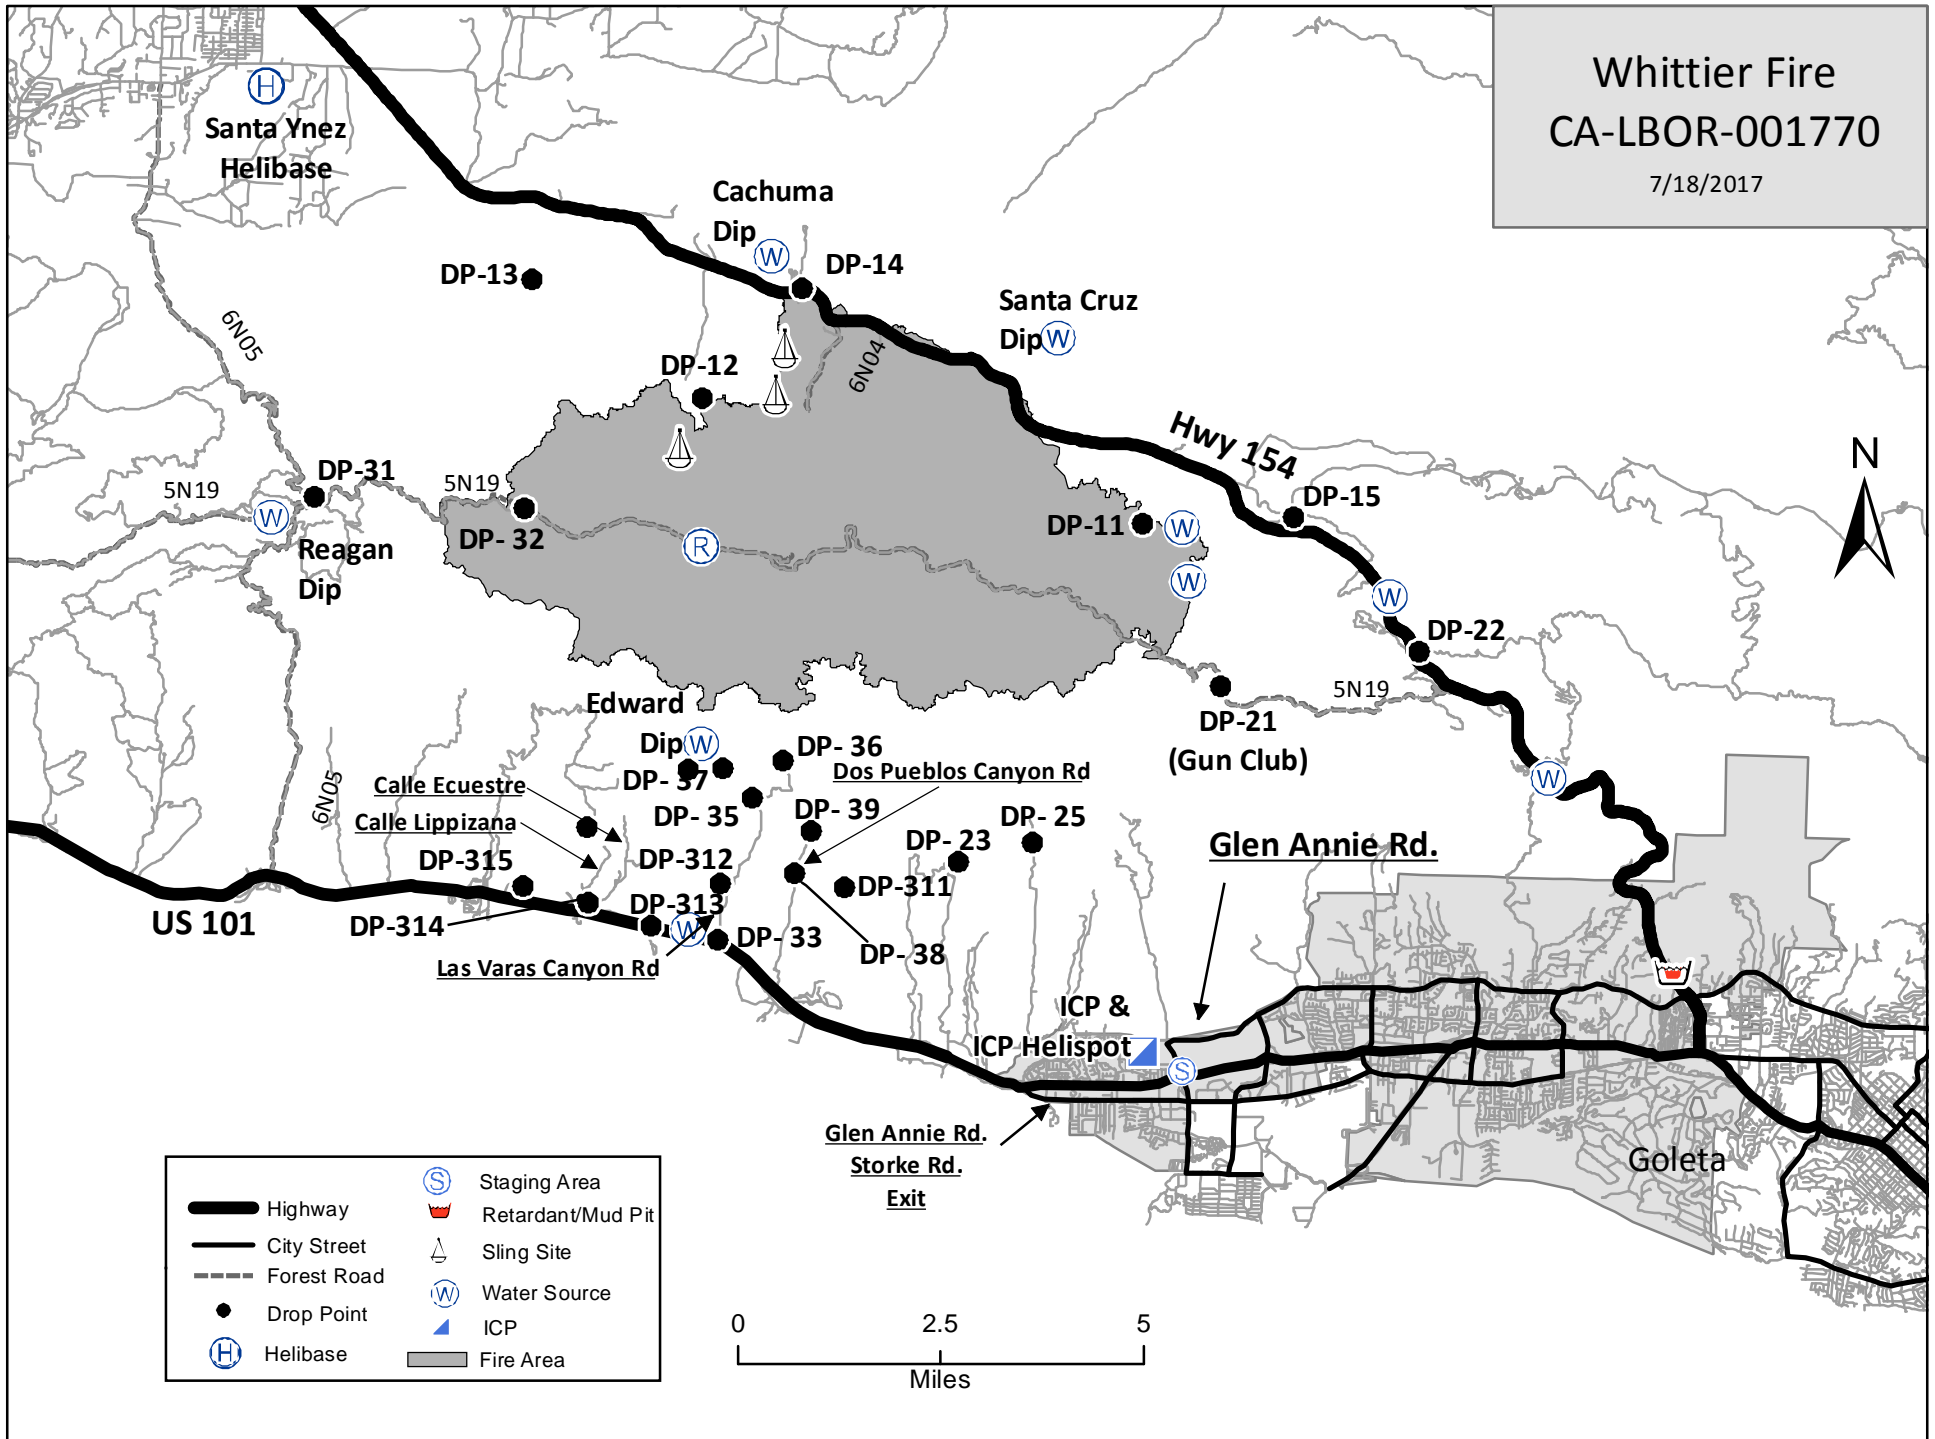 Whittier Fire
CA-LBOR-001770
7/18/2017
H
Santa Ynez
Helibase
Cachuma
Dip
W
DP-13
DP-14
Santa Cruz
Dip
W
6N05
6N04
DP-12
Hwy 154
N
DP-31
5N19
5N19
W
Reagan
Dip
DP- 32
R
DP-11
W
W
DP-15
W
DP-22
5N19
DP-21
(Gun Club)
W
Edward
Dip
W
DP- 37
DP- 36
Dos Pueblos Canyon Rd
6N05
Calle Ecuestre
Calle Lippizana
DP- 35
DP- 39
DP- 25
DP- 23
Glen Annie Rd.
DP-315
DP-312
DP-311
DP-313
W
DP-314
US 101
DP- 33
DP- 38
Las Varas Canyon Rd
ICP &
ICP Helispot
S
Glen Annie Rd.
Storke Rd.
Exit
Goleta
Highway
City Street
Forest Road
Drop Point
H
Helibase
S
Staging Area
Retardant/Mud Pit
Sling Site
W
Water Source
ICP
Fire Area
0
2.5
5
Miles